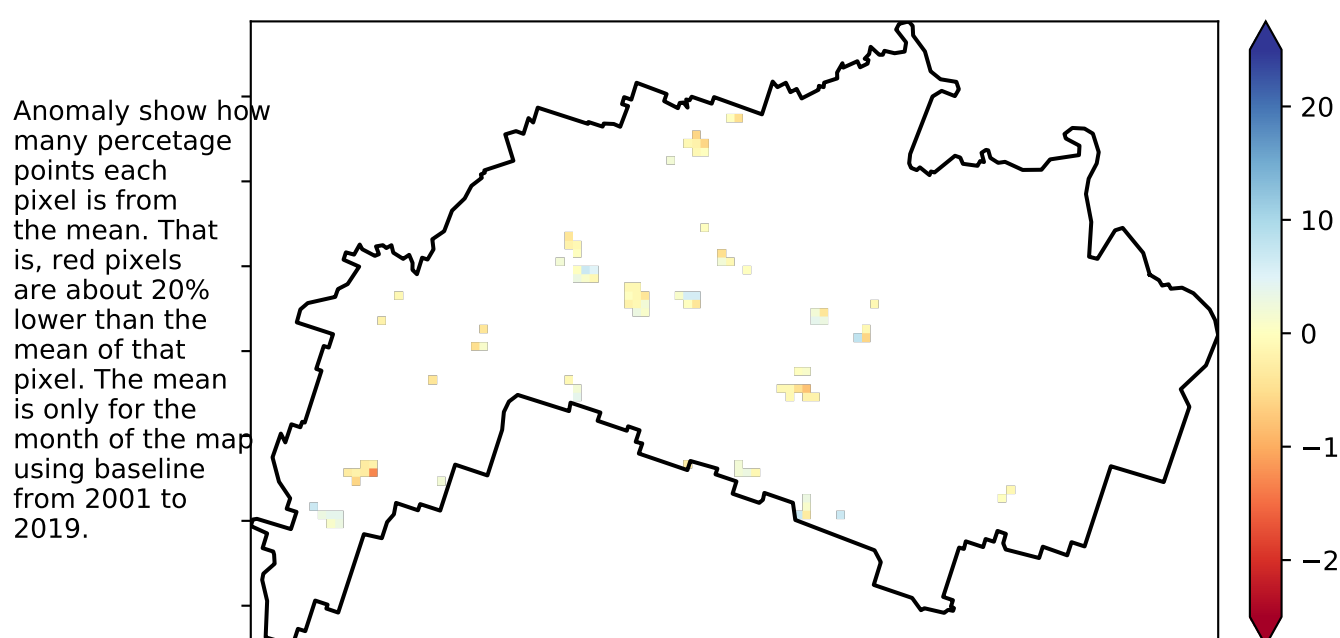 Anomaly show how
many percetage
points each
pixel is from
the mean. That
is, red pixels
are about 20%
lower than the
mean of that
pixel. The mean
is only for the
month of the map
using baseline
from 2001 to
2019.
20
10
0
−1
−2